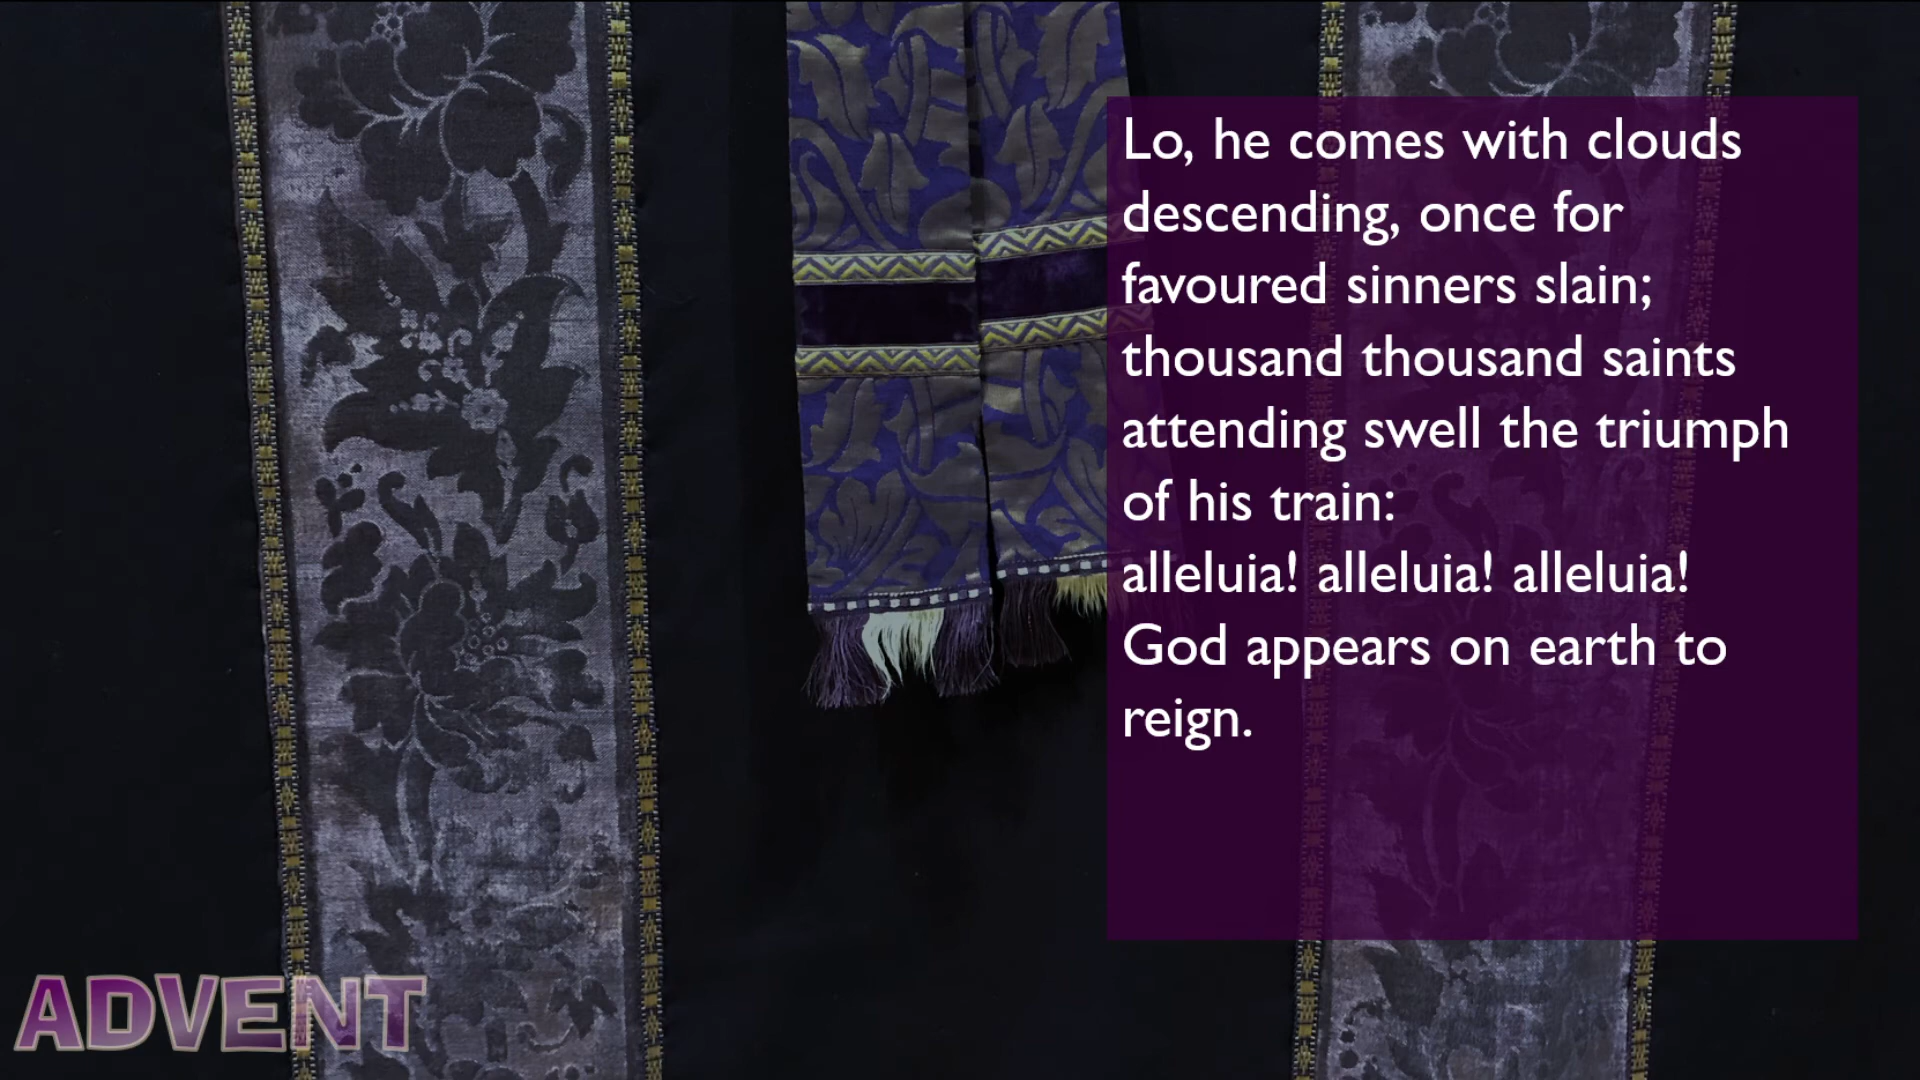 Lo, he comes with clouds
descending, once for
favoured sinners slain;
thousand thousand saints
attending swell the triumph
of his train:
alleluia! alleluia! alleluia!
God appears on earth to
reign.
ADVENT